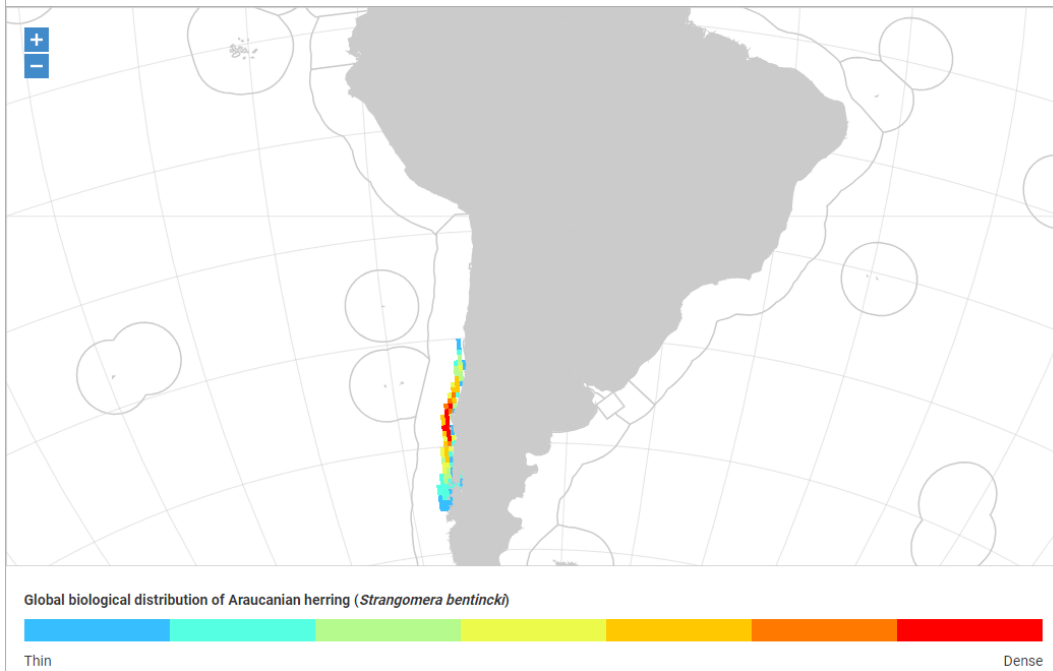 +
−
Global biological distribution of Araucanian herring (Strangomera bentincki)
Thin
Dense